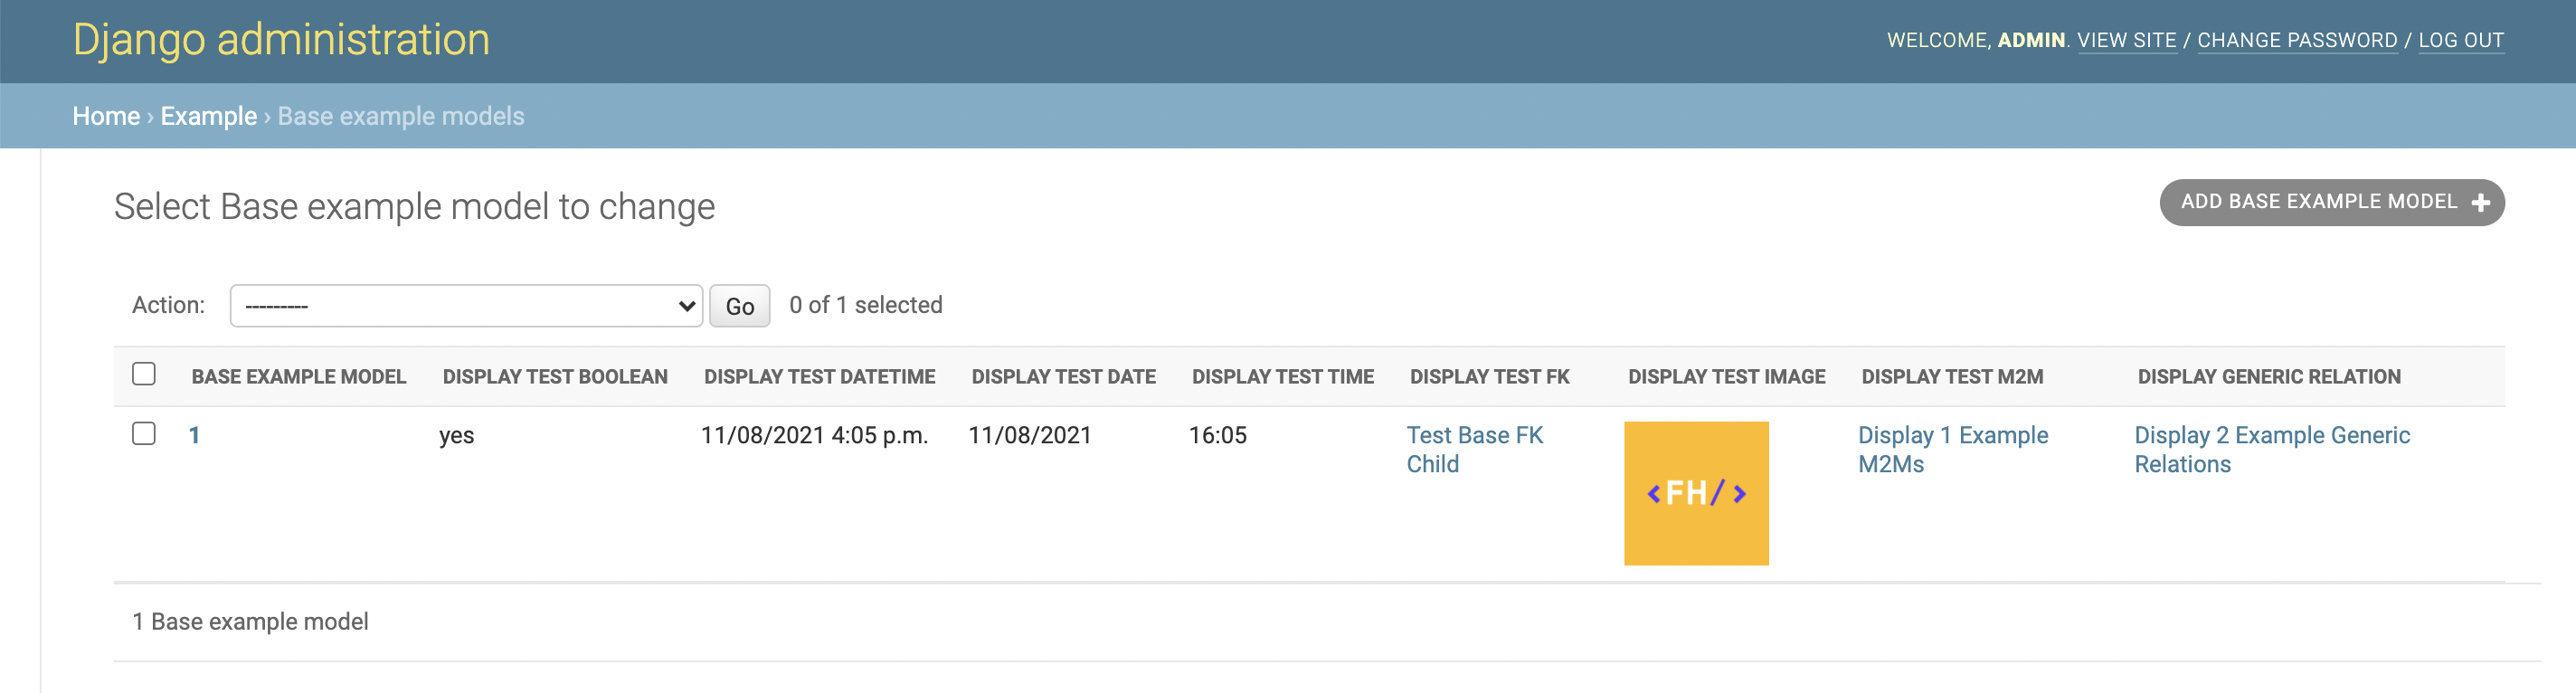 Django administration
WELCOME, ADMIN. VIEW SITE / CHANGE PASSWORD / LOG OUT
Home › Example › Base example models
Select Base example model to change
ADD BASE EXAMPLE MODEL +
Action: --------- Go 0 of 1 selected
BASE EXAMPLE MODEL DISPLAY TEST BOOLEAN DISPLAY TEST DATETIME DISPLAY TEST DATE DISPLAY TEST TIME DISPLAY TEST FK DISPLAY TEST IMAGE DISPLAY TEST M2M DISPLAY GENERIC RELATION
1 yes 11/08/2021 4:05 p.m. 11/08/2021 16:05 Test Base FK Display 1 Example Display 2 Example Generic
Child M2Ms Relations
<FH/>
1 Base example model